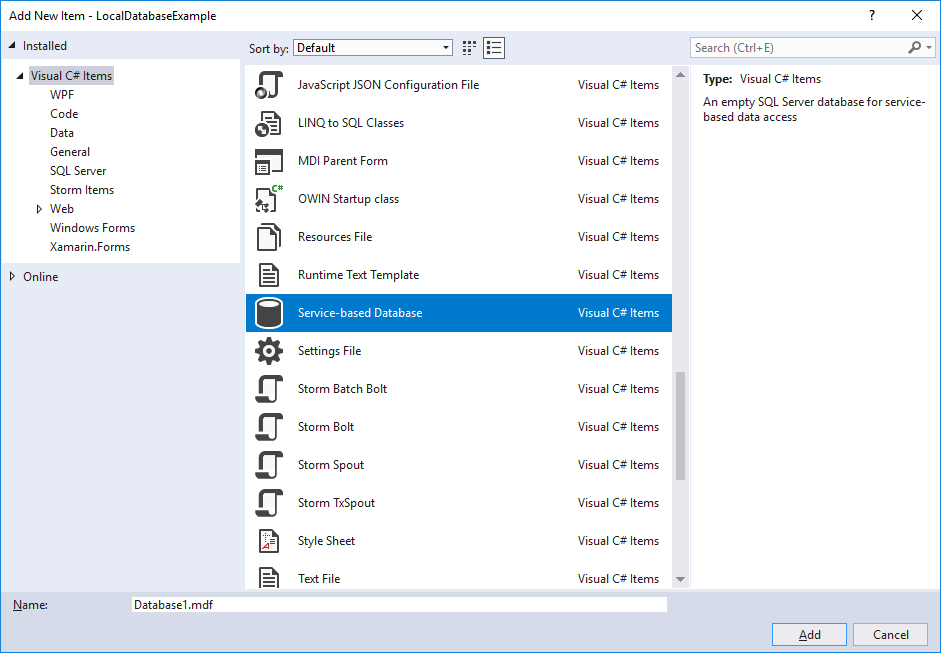 Add New Item - LocalDatabaseExample ?
Installed
Sort by: Default
Search (Ctrl+E)
Visual C# Items
WPF
Code
Data
General
SQL Server
Storm Items
Web
Windows Forms
Xamarin.Forms
Online
JavaScript JSON Configuration File Visual C# Items
LINQ to SQL Classes Visual C# Items
MDI Parent Form Visual C# Items
C#
OWIN Startup class Visual C# Items
Resources File Visual C# Items
Runtime Text Template Visual C# Items
Service-based Database Visual C# Items
Settings File Visual C# Items
Storm Batch Bolt Visual C# Items
Storm Bolt Visual C# Items
Storm Spout Visual C# Items
Storm TxSpout Visual C# Items
A
Style Sheet Visual C# Items
Text File Visual C# Items
Type: Visual C# Items
An empty SQL Server database for service-
based data access
Name: Database1.mdf
Add Cancel